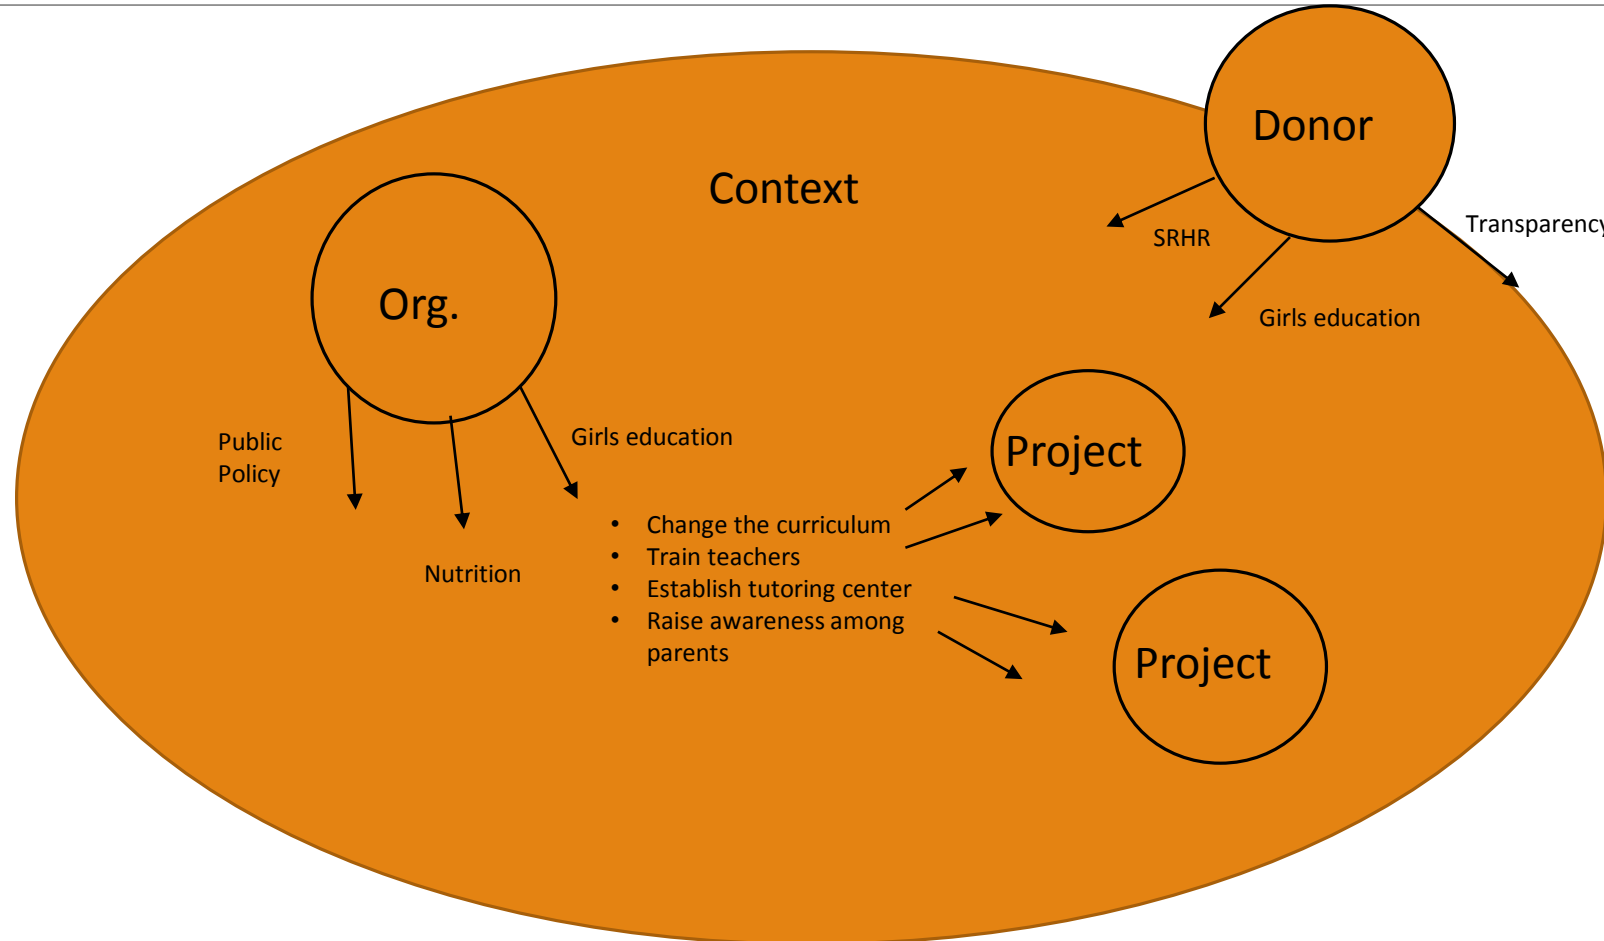 Donor
Context
Transparency
SRHR
Org.
Girls education
Public
Policy
Girls education
Project
• Change the curriculum
• Train teachers
Nutrition
• Establish tutoring center
• Raise awareness among
parents
Project